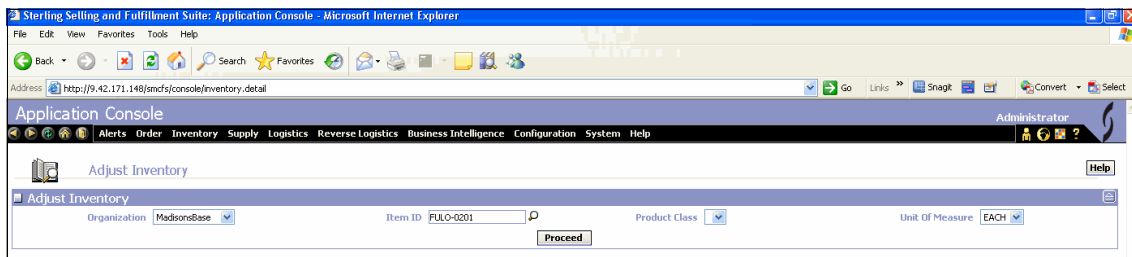 Sterling Selling and Fulfillment Suite: Application Console - Microsoft Internet Explorer
File Edit View Favorites Tools Help
Back Search Favorites
Address http://9.42.171.148/smcfs/console/inventory.detail Go Links » Snagit Convert Select
Application Console Administrator
Alerts Order Inventory Supply Logistics Reverse Logistics Business Intelligence Configuration System Help ?
Adjust Inventory Help
Adjust Inventory
Organization MadisonsBase Item ID FULO-0201 Product Class Unit Of Measure EACH
Proceed